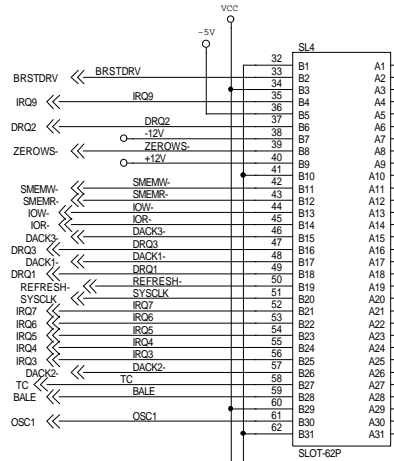 VCC
-5V
SL4
32 B1 A1
BRSTDRV BRSTDRV 33 B2 A2
34 B3 A3
IRQ9 IRQ9 35 B4 A4
36 B5 A5
DRQ2 DRQ2 37 B6 A6
-12V 38 B7 A7
ZEROWS- ZEROWS- 39 B8 A8
+12V 40 B9 A9
41 B10 A10
SMEMW- SMEMW- 42 B11 A11
SMEMR- SMEMR- 43 B12 A12
IOW- IOW- 44 B13 A13
IOR- IOR- 45 B14 A14
DACK3- DACK3- 46 B15 A15
DRQ3 DRQ3 47 B16 A16
DACK1- DACK1- 48 B17 A17
DRQ1 DRQ1 49 B18 A18
REFRESH- REFRESH- 50 B19 A19
SYSCLK SYSCLK 51 B20 A20
IRQ7 IRQ7 52 B21 A21
IRQ6 IRQ6 53 B22 A22
IRQ5 IRQ5 54 B23 A23
IRQ4 IRQ4 55 B24 A24
IRQ3 IRQ3 56 B25 A25
DACK2- DACK2- 57 B26 A26
TC TC 58 B27 A27
BALE BALE 59 B28 A28
60 B29 A29
OSC1 OSC1 61 B30 A30
62 B31 A31
SLOT-62P